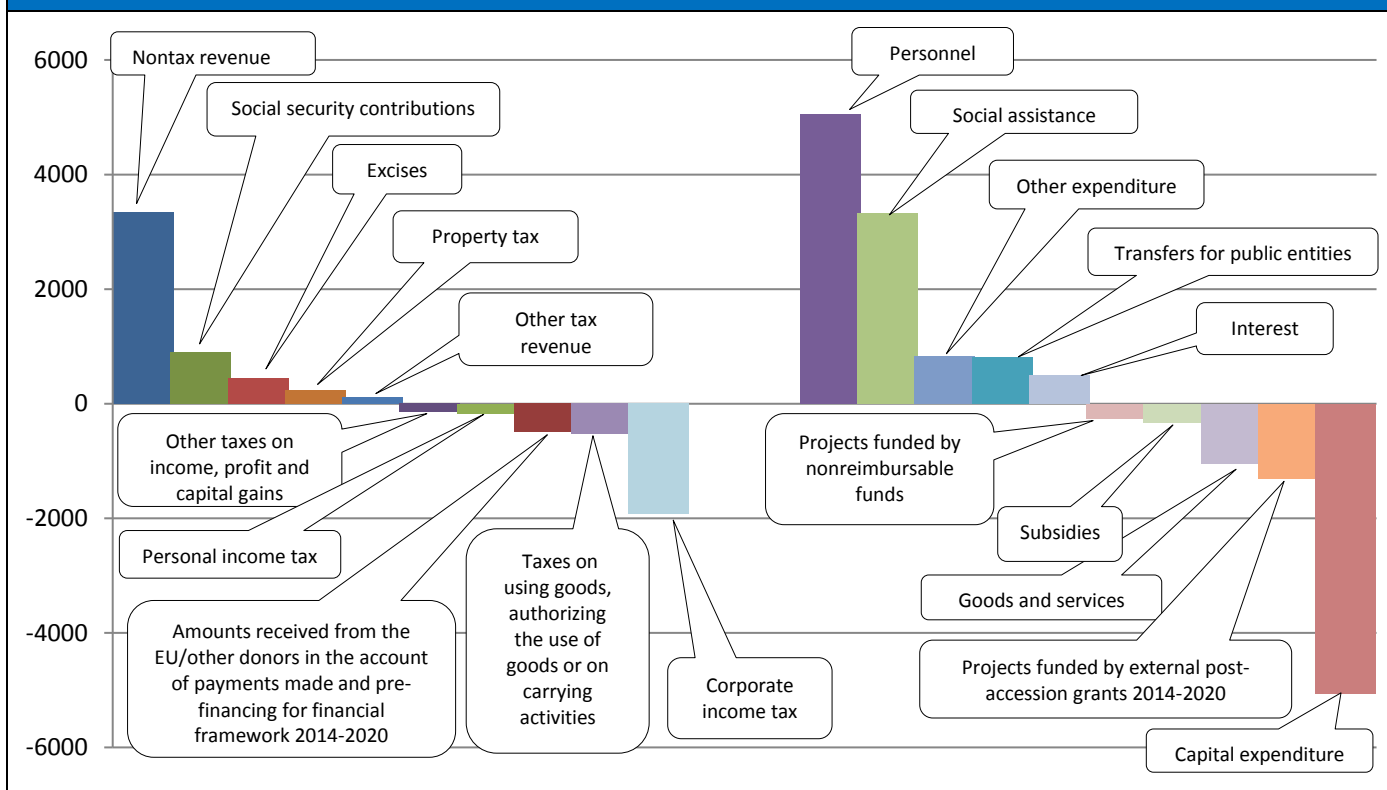 6000
4000
2000
0
-2000
-4000
-6000
Nontax revenue
Social security contributions
Excises
Property tax
Other tax
revenue
Other taxes on
income, profit and
capital gains
Personal income tax
Amounts received from the
EU/other donors in the account
of payments made and pre-
financing for financial
framework 2014-2020
Taxes on
using goods,
authorizing
the use of
goods or on
carrying
activities
Corporate
income tax
Personnel
Social assistance
Other expenditure
Transfers for public entities
Interest
Projects funded by
nonreimbursable
funds
Subsidies
Goods and services
Projects funded by external post-
accession grants 2014-2020
Capital expenditure